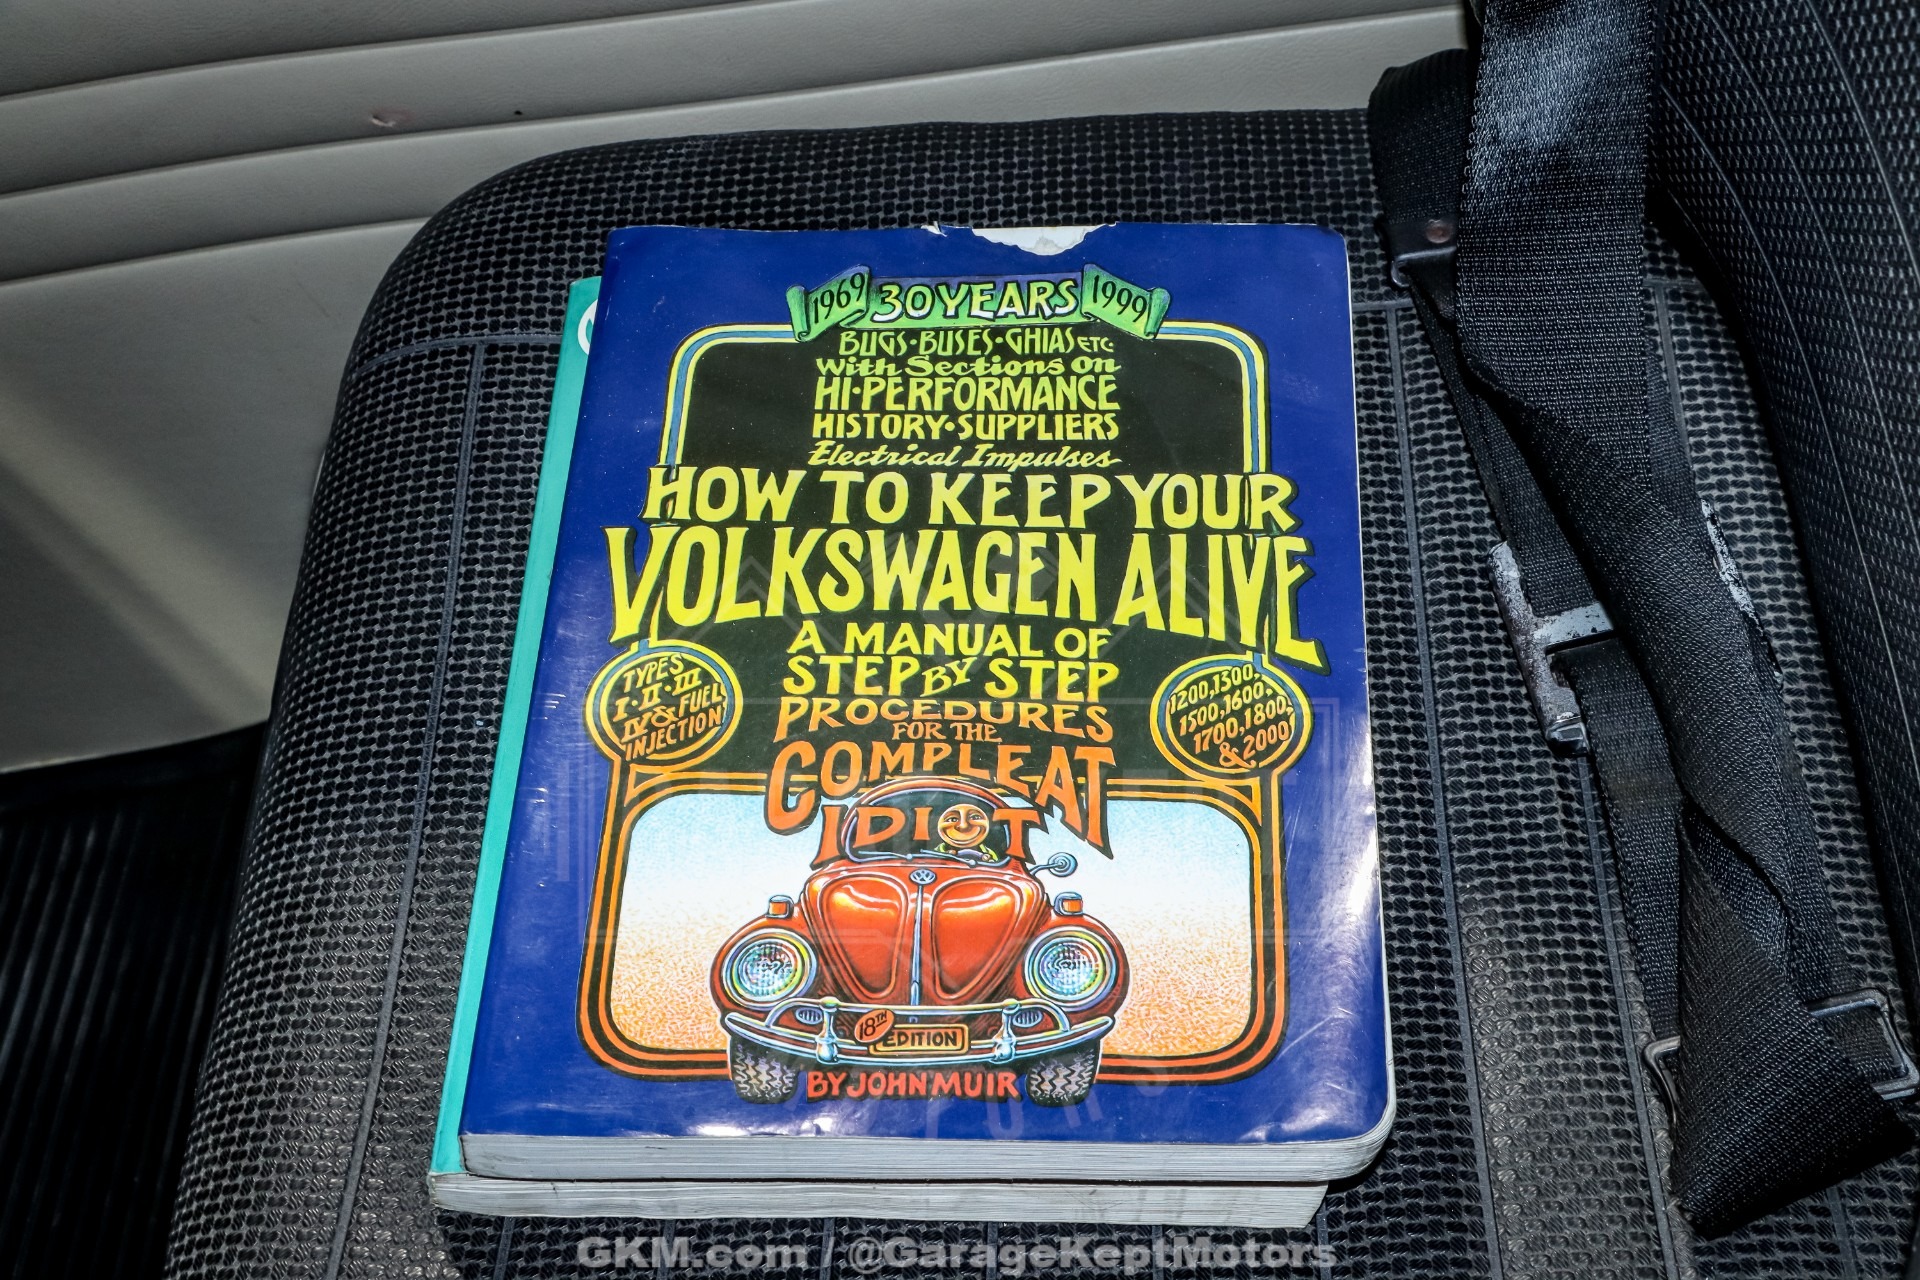 1969 30 YEARS 1999
BUGS·BUSES·GHIAS ETC·
With Sections On
HI·PERFORMANCE
HISTORY·SUPPLIERS
Electrical Impulses
HOW TO KEEP YOUR
VOLKSWAGEN ALIVE
A MANUAL OF
STEP BY STEP
PROCEDURES
FOR THE
COMPLEAT
IDIOT
TYPES
I·II·III
IV & FUEL
INJECTION
1200, 1300,
1500, 1600,
1700, 1800,
& 2000
18TH
EDITION
BY JOHN MUIR
GKM.com / @GarageKeptMotors